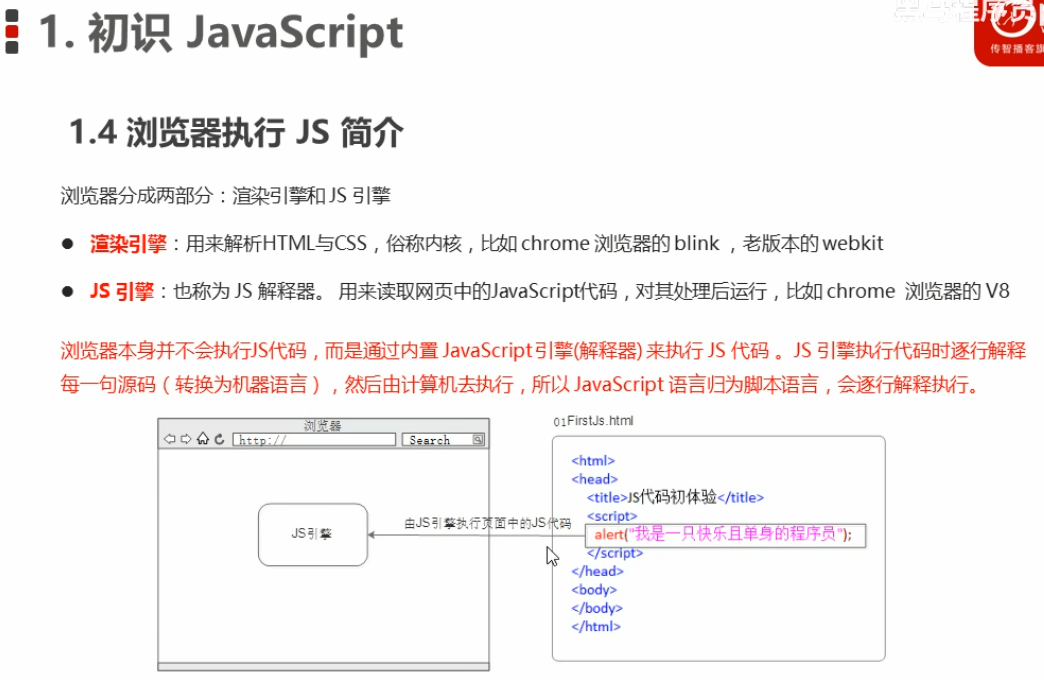 1. 初识 JavaScript
传智播客旗
1.4 浏览器执行 JS 简介
浏览器分成两部分：渲染引擎和 JS 引擎
● 渲染引擎：用来解析HTML与CSS，俗称内核，比如 chrome 浏览器的 blink ，老版本的 webkit
● JS 引擎：也称为 JS 解释器。 用来读取网页中的JavaScript代码，对其处理后运行，比如 chrome 浏览器的 V8
浏览器本身并不会执行JS代码，而是通过内置 JavaScript 引擎(解释器) 来执行 JS 代码 。JS 引擎执行代码时逐行解释
每一句源码（转换为机器语言），然后由计算机去执行，所以 JavaScript 语言归为脚本语言，会逐行解释执行。
浏览器
http://
Search
JS引擎
由JS引擎执行页面中的JS代码
01FirstJs.html
<html>
<head>
<title>JS代码初体验</title>
<script>
alert("我是一只快乐且单身的程序员");
</script>
</head>
<body>
</body>
</html>